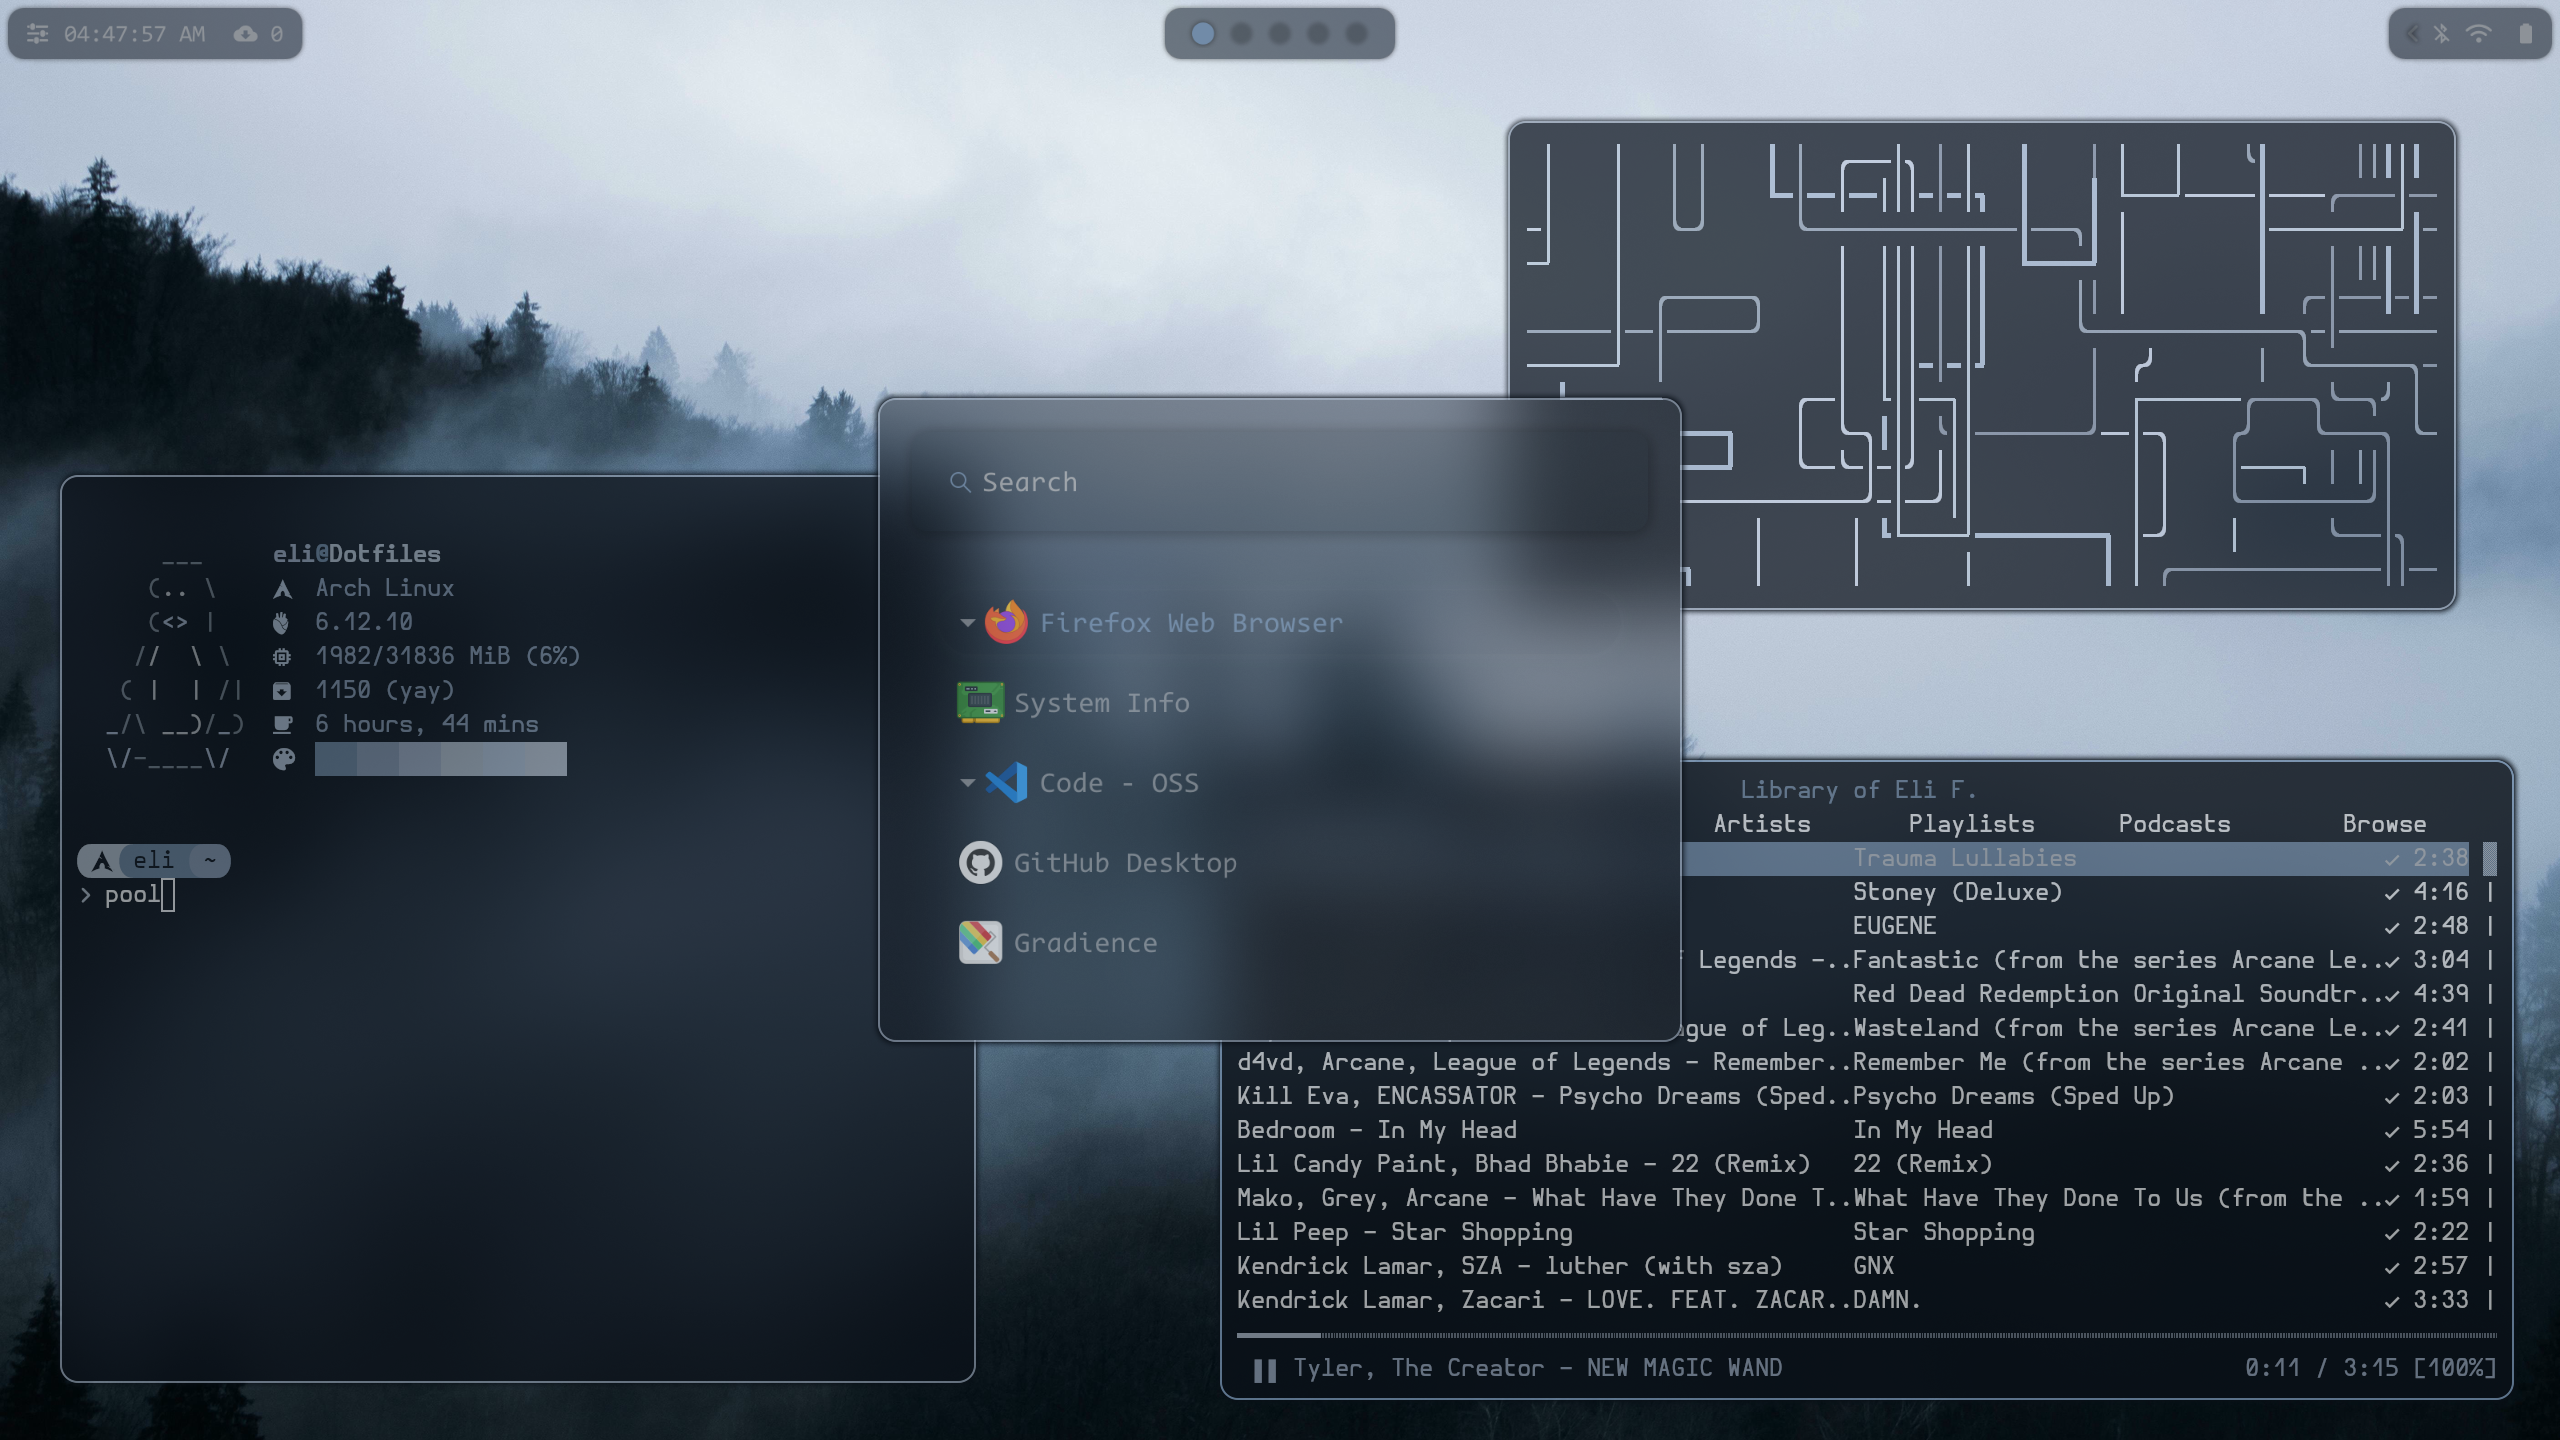 04:47:57 AM 0
eli@Dotfiles
Arch Linux
6.12.10
1982/31836 MiB (6%)
1150 (yay)
6 hours, 44 mins
eli ~
> pool
Search
Firefox Web Browser
System Info
Code - OSS
GitHub Desktop
Gradience
Library of Eli F.
Artists Playlists Podcasts Browse
Trauma Lullabies ✓ 2:38
Stoney (Deluxe) ✓ 4:16
EUGENE ✓ 2:48
f Legends -..Fantastic (from the series Arcane Le..✓ 3:04
Red Dead Redemption Original Soundtr..✓ 4:39
gue of Leg..Wasteland (from the series Arcane Le..✓ 2:41
d4vd, Arcane, League of Legends - Remember..Remember Me (from the series Arcane ..✓ 2:02
Kill Eva, ENCASSATOR - Psycho Dreams (Sped..Psycho Dreams (Sped Up) ✓ 2:03
Bedroom - In My Head In My Head ✓ 5:54
Lil Candy Paint, Bhad Bhabie - 22 (Remix) 22 (Remix) ✓ 2:36
Mako, Grey, Arcane - What Have They Done T..What Have They Done To Us (from the ..✓ 1:59
Lil Peep - Star Shopping Star Shopping ✓ 2:22
Kendrick Lamar, SZA - luther (with sza) GNX ✓ 2:57
Kendrick Lamar, Zacari - LOVE. FEAT. ZACAR..DAMN. ✓ 3:33
Tyler, The Creator - NEW MAGIC WAND 0:11 / 3:15 [100%]